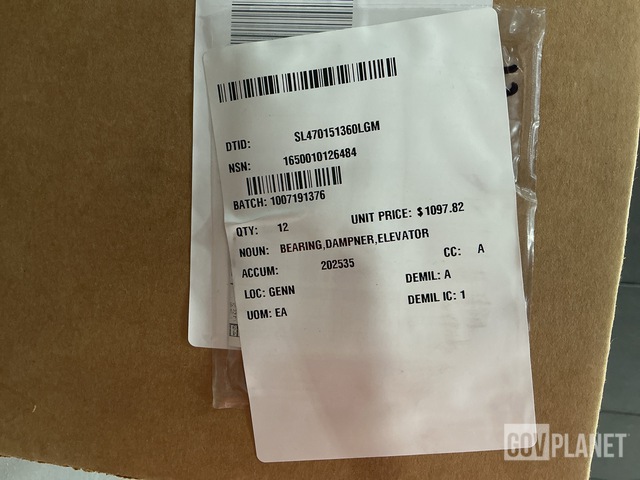 DTID: SL470151360LGM
NSN: 1650010126484
BATCH: 1007191376
QTY: 12 UNIT PRICE: $1097.82
NOUN: BEARING,DAMPNER,ELEVATOR
ACCUM: 202535 CC: A
LOC: GENN DEMIL: A
UOM: EA DEMIL IC: 1
GOVPLANET